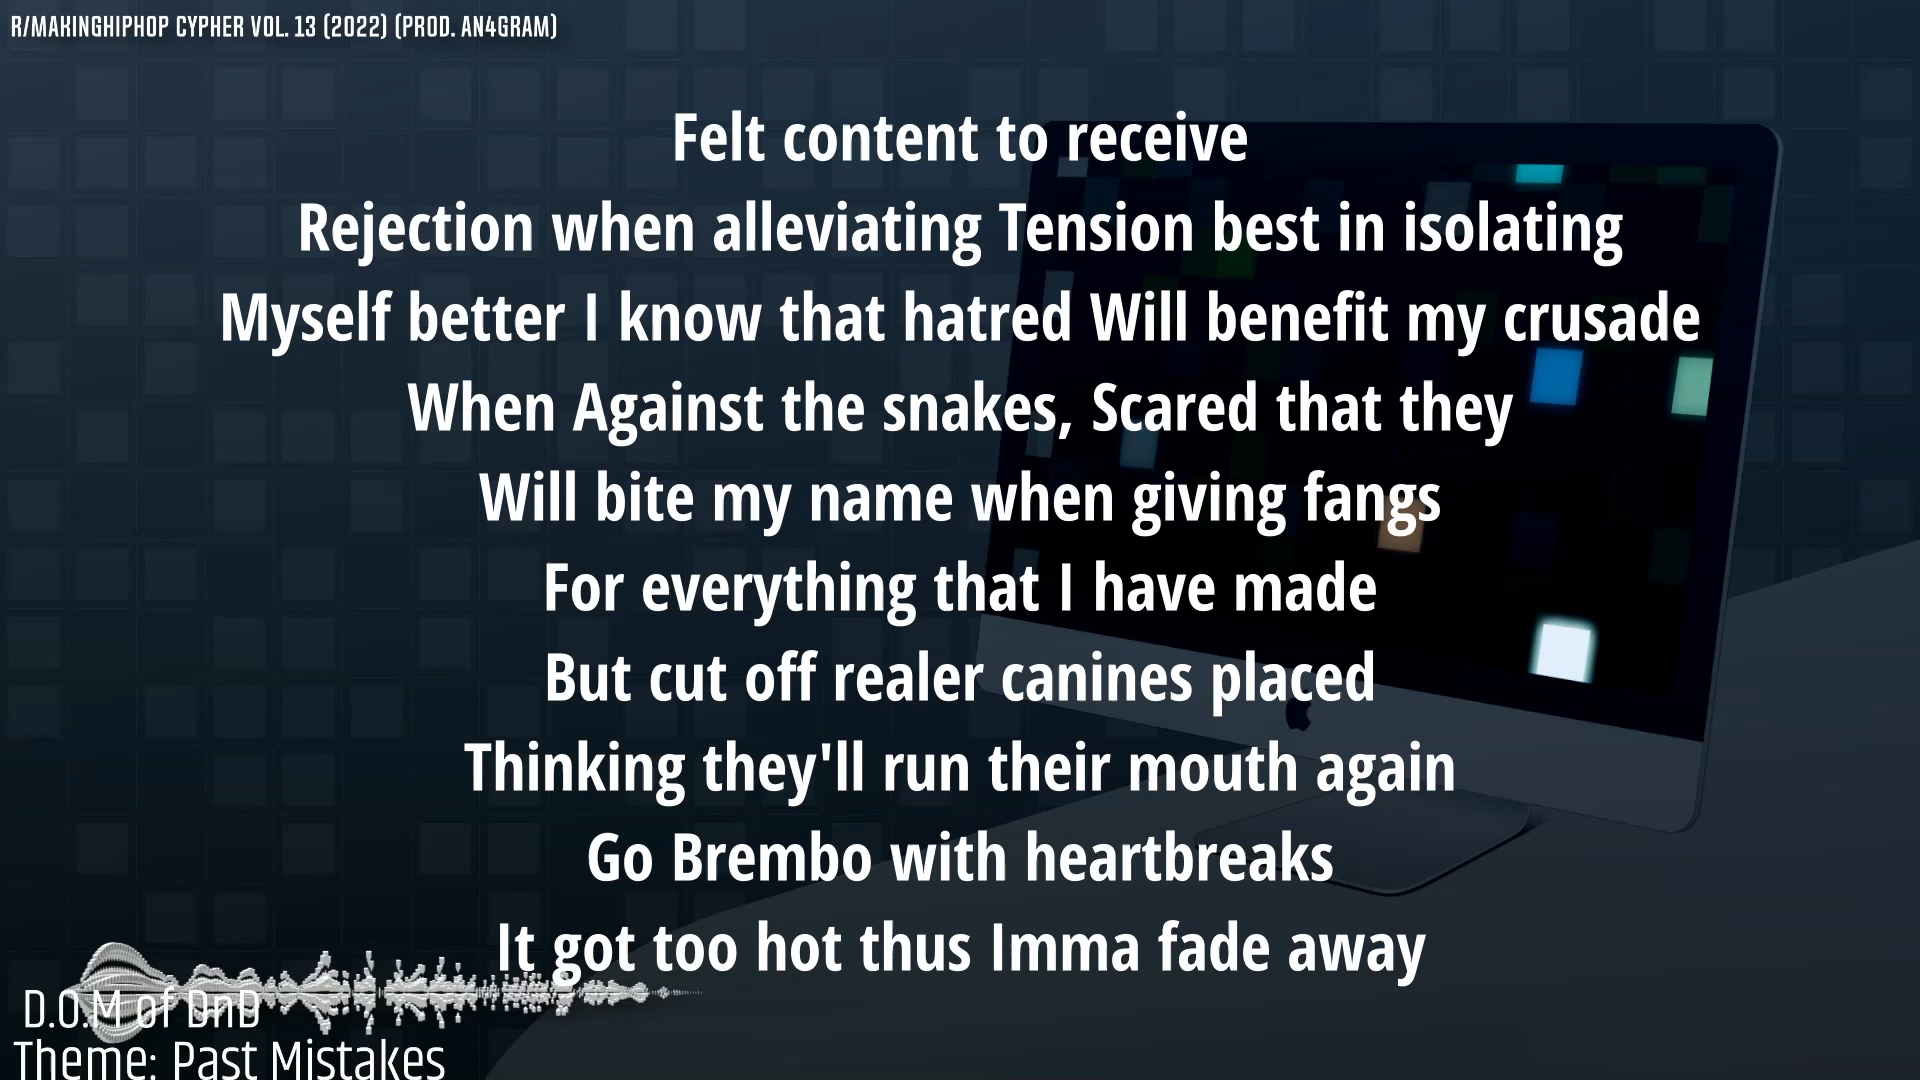 R/MAKINGHIPHOP CYPHER VOL. 13 (2022) (PROD. AN4GRAM)
Felt content to receive
Rejection when alleviating Tension best in isolating
Myself better I know that hatred Will benefit my crusade
When Against the snakes, Scared that they
Will bite my name when giving fangs
For everything that I have made
But cut off realer canines placed
Thinking they'll run their mouth again
Go Brembo with heartbreaks
It got too hot thus Imma fade away
D.O.M of DnD
Theme: Past Mistakes